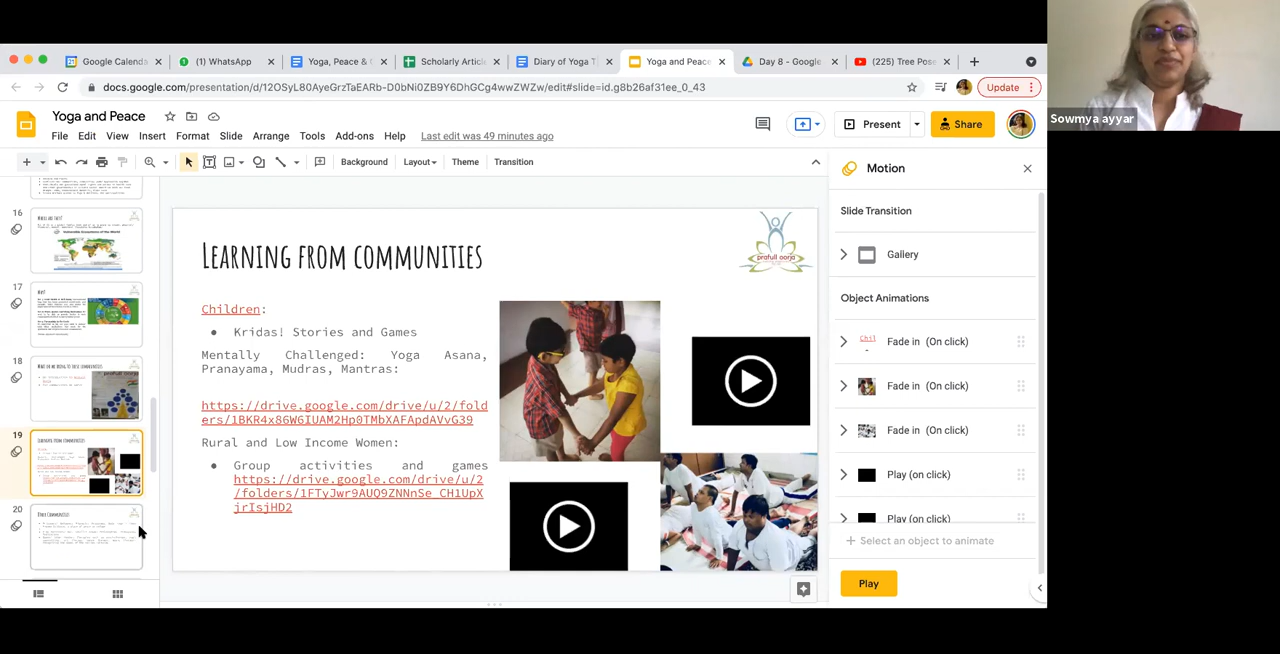 Google Calenda
(1) WhatsApp
Yoga, Peace & C
Scholarly Article
Diary of Yoga T
Yoga and Peace
Day 8 - Google
(225) Tree Pose
docs.google.com/presentation/d/12OSyL80AyeGrzTaEARb-D0bNi0ZB9Y6DhGCg4wwZWZw/edit#slide=id.g8b26af31ee_0_43
Update
Yoga and Peace
File Edit View Insert Format Slide Arrange Tools Add-ons Help Last edit was 49 minutes ago
Present
Share
Background Layout Theme Transition
16
17
18
19
20
Learning from communities
prafull oorja
Children:
Kridas! Stories and Games
Mentally Challenged: Yoga Asana,
Pranayama, Mudras, Mantras:
https://drive.google.com/drive/u/2/fold
ers/1BKR4x86W6IUAM2Hp0TMbXAFApdAVvG39
Rural and Low Income Women:
Group activities and games
https://drive.google.com/drive/u/2
/folders/1FTyJwr9AUQ9ZNNnSe_CH1UpX
jrIsjHD2
Motion
Slide Transition
Gallery
Object Animations
Fade in (On click)
Fade in (On click)
Fade in (On click)
Play (on click)
Play (on click)
Select an object to animate
Play
Sowmya ayyar